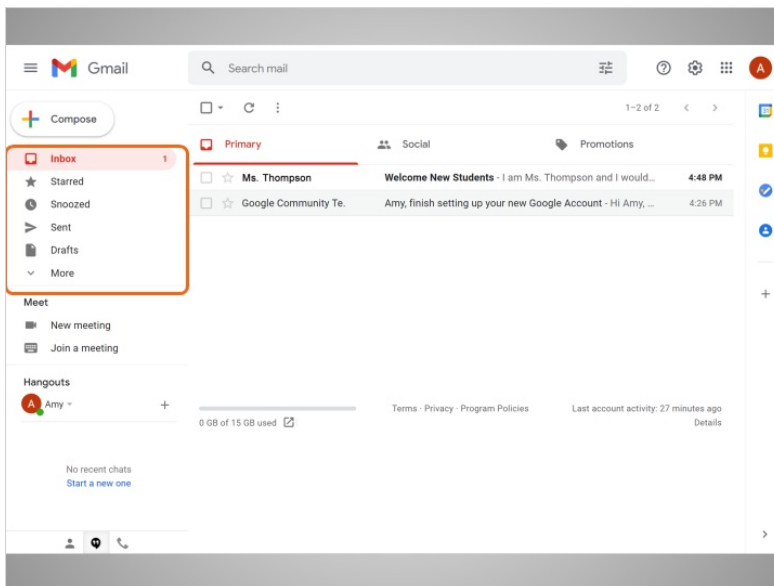 Gmail
Search mail
A
Compose
1–2 of 2
Primary
Social
Promotions
Inbox 1
Starred
Snoozed
Sent
Drafts
More
Ms. Thompson Welcome New Students - I am Ms. Thompson and I would... 4:48 PM
Google Community Te. Amy, finish setting up your new Google Account - Hi Amy, ... 4:26 PM
Meet
New meeting
Join a meeting
Hangouts
A Amy
No recent chats
Start a new one
0 GB of 15 GB used
Terms · Privacy · Program Policies
Last account activity: 27 minutes ago
Details